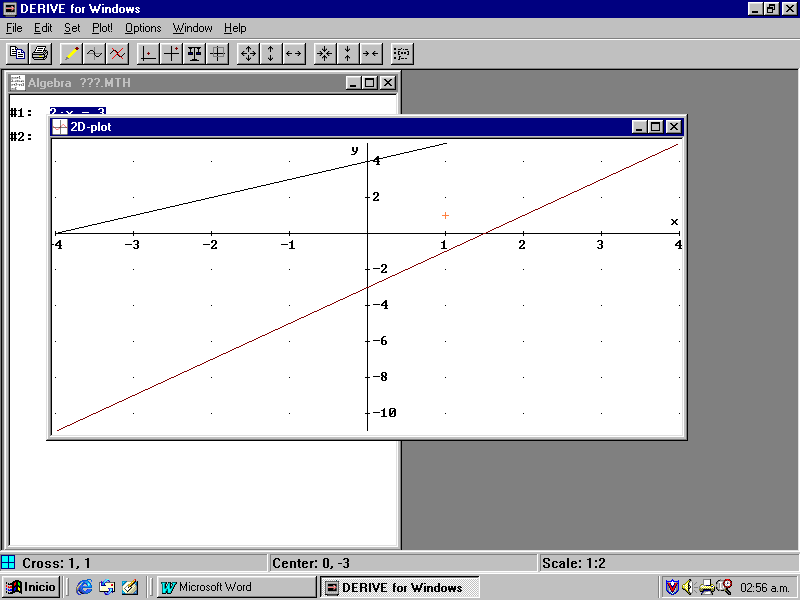 DERIVE for Windows
File Edit Set Plot! Options Window Help
Algebra ???.MTH
#1: 2·x - 3
2D-plot
#2:
y
4
2
x
-4 -3 -2 -1 1 2 3 4
-2
-4
-6
-8
-10
Cross: 1, 1 Center: 0, -3 Scale: 1:2
Inicio Microsoft Word DERIVE for Windows 02:56 a.m.